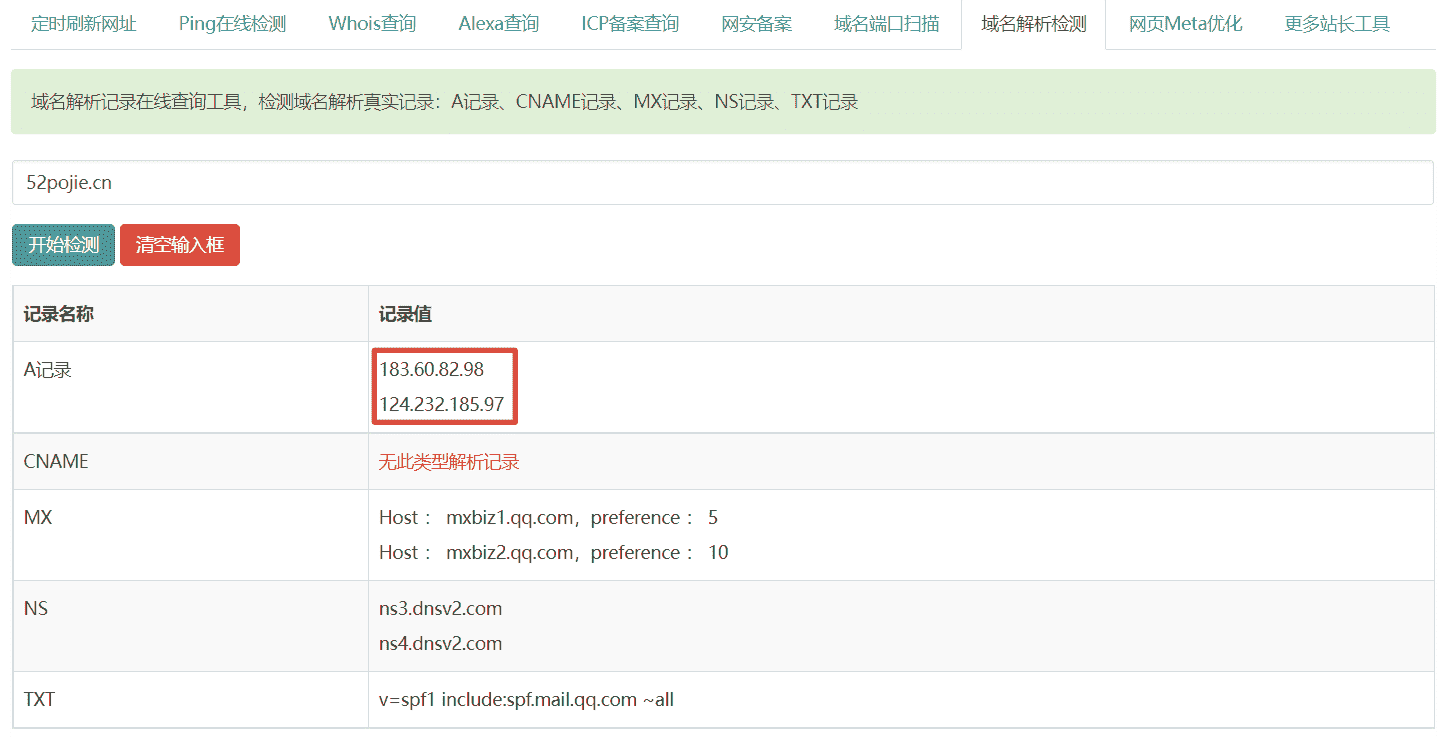 定时刷新网址 Ping在线检测 Whois查询 Alexa查询 ICP备案查询 网安备案 域名端口扫描 域名解析检测 网页Meta优化 更多站长工具
域名解析记录在线查询工具，检测域名解析真实记录：A记录、CNAME记录、MX记录、NS记录、TXT记录
52pojie.cn
开始检测 清空输入框
记录名称 记录值
A记录 183.60.82.98
124.232.185.97
CNAME 无此类型解析记录
MX Host： mxbiz1.qq.com，preference： 5
Host： mxbiz2.qq.com，preference： 10
NS ns3.dnsv2.com
ns4.dnsv2.com
TXT v=spf1 include:spf.mail.qq.com ~all